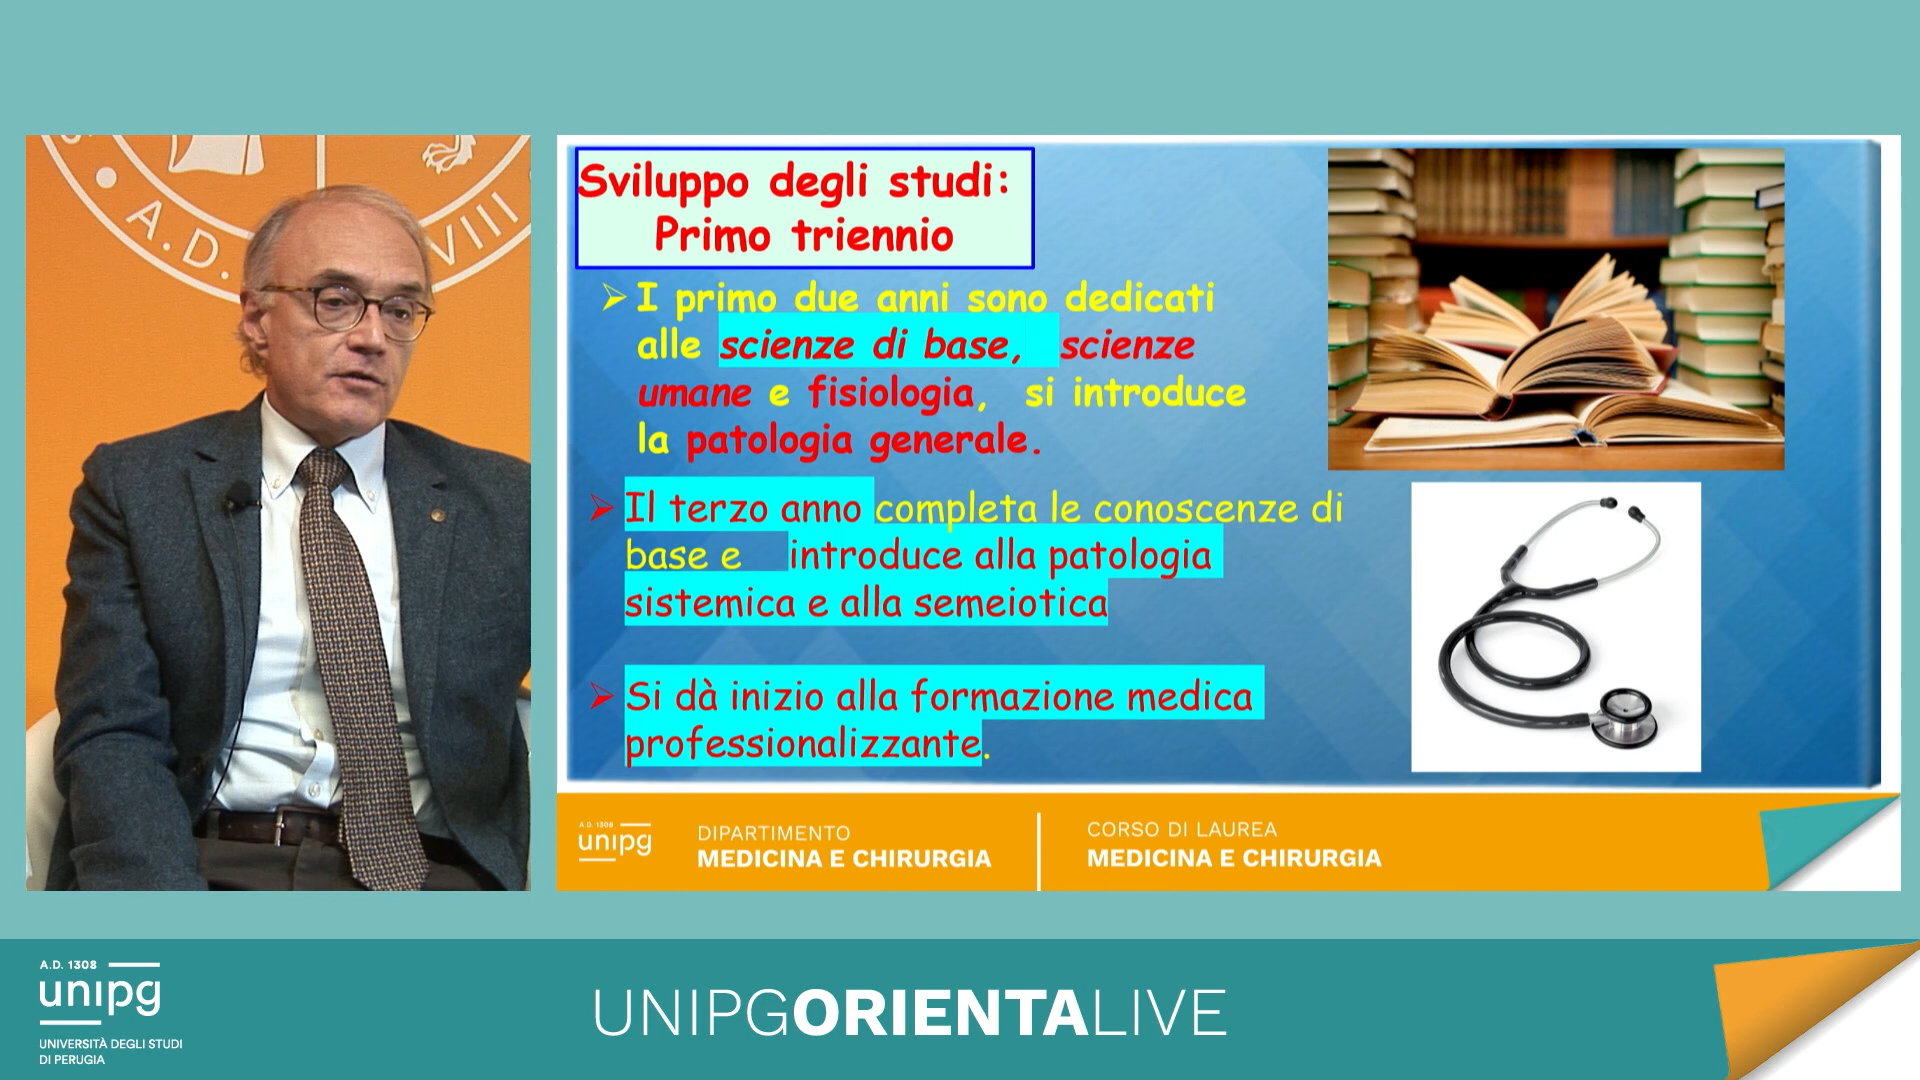 A.D.
VIII
Sviluppo degli studi:
Primo triennio
I primo due anni sono dedicati
alle scienze di base, scienze
umane e fisiologia, si introduce
la patologia generale.
Il terzo anno completa le conoscenze di
base e introduce alla patologia
sistemica e alla semeiotica
Si dà inizio alla formazione medica
professionalizzante.
A.D. 1308
unipg
DIPARTIMENTO
MEDICINA E CHIRURGIA
CORSO DI LAUREA
MEDICINA E CHIRURGIA
A.D. 1308
unipg
UNIVERSITÀ DEGLI STUDI
DI PERUGIA
UNIPGORIENTALIVE